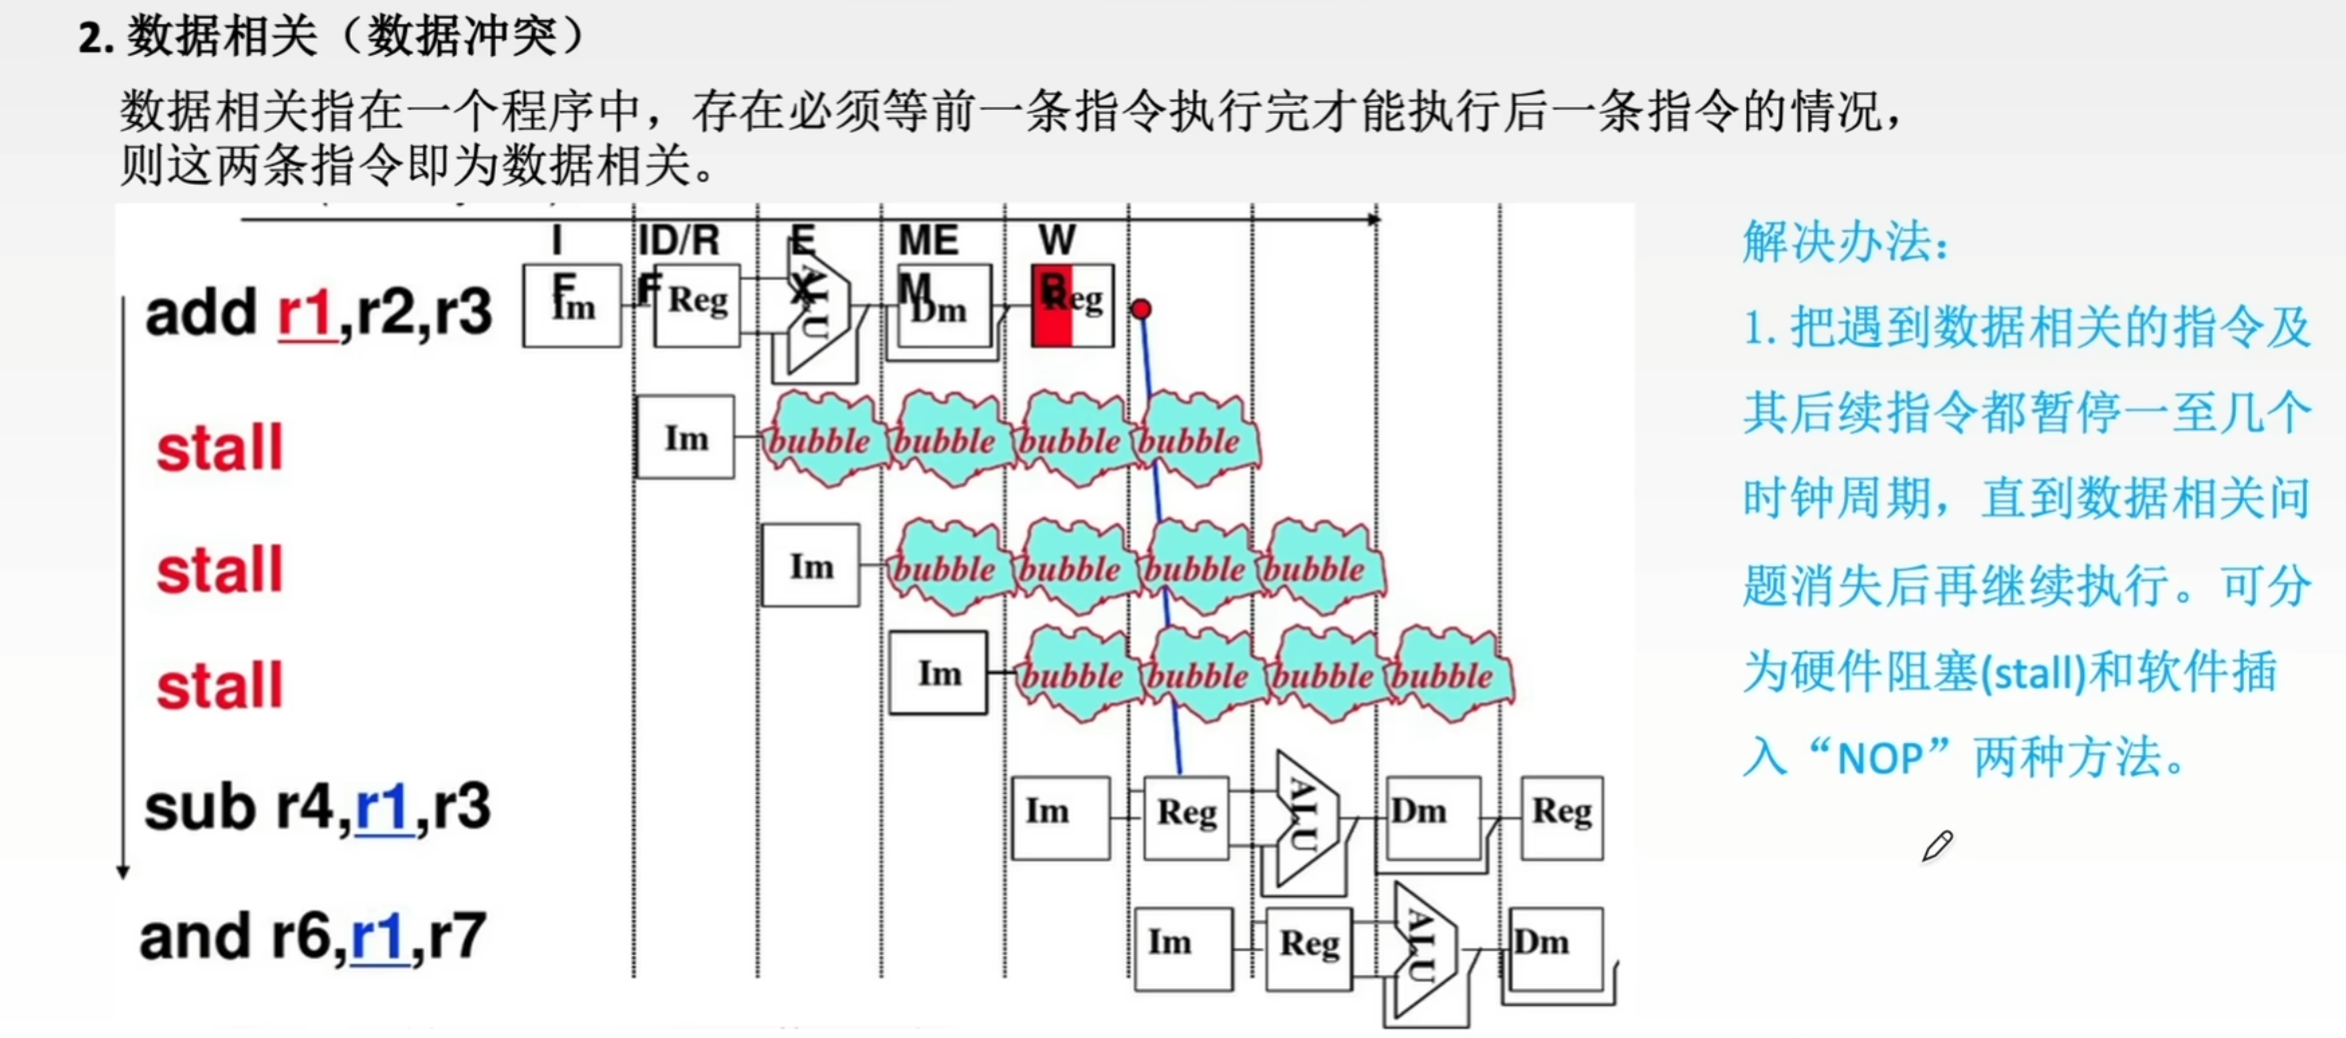 2. 数据相关（数据冲突）
数据相关指在一个程序中，存在必须等前一条指令执行完才能执行后一条指令的情况，
则这两条指令即为数据相关。
IF ID/RF EX MEM WB
add r1,r2,r3 Im Reg ALU Dm Reg
stall Im bubble bubble bubble bubble
stall Im bubble bubble bubble bubble
stall Im bubble bubble bubble bubble
sub r4,r1,r3 Im Reg ALU Dm Reg
and r6,r1,r7 Im Reg ALU Dm
解决办法：
1. 把遇到数据相关的指令及
其后续指令都暂停一至几个
时钟周期，直到数据相关问
题消失后再继续执行。可分
为硬件阻塞(stall)和软件插
入“NOP”两种方法。